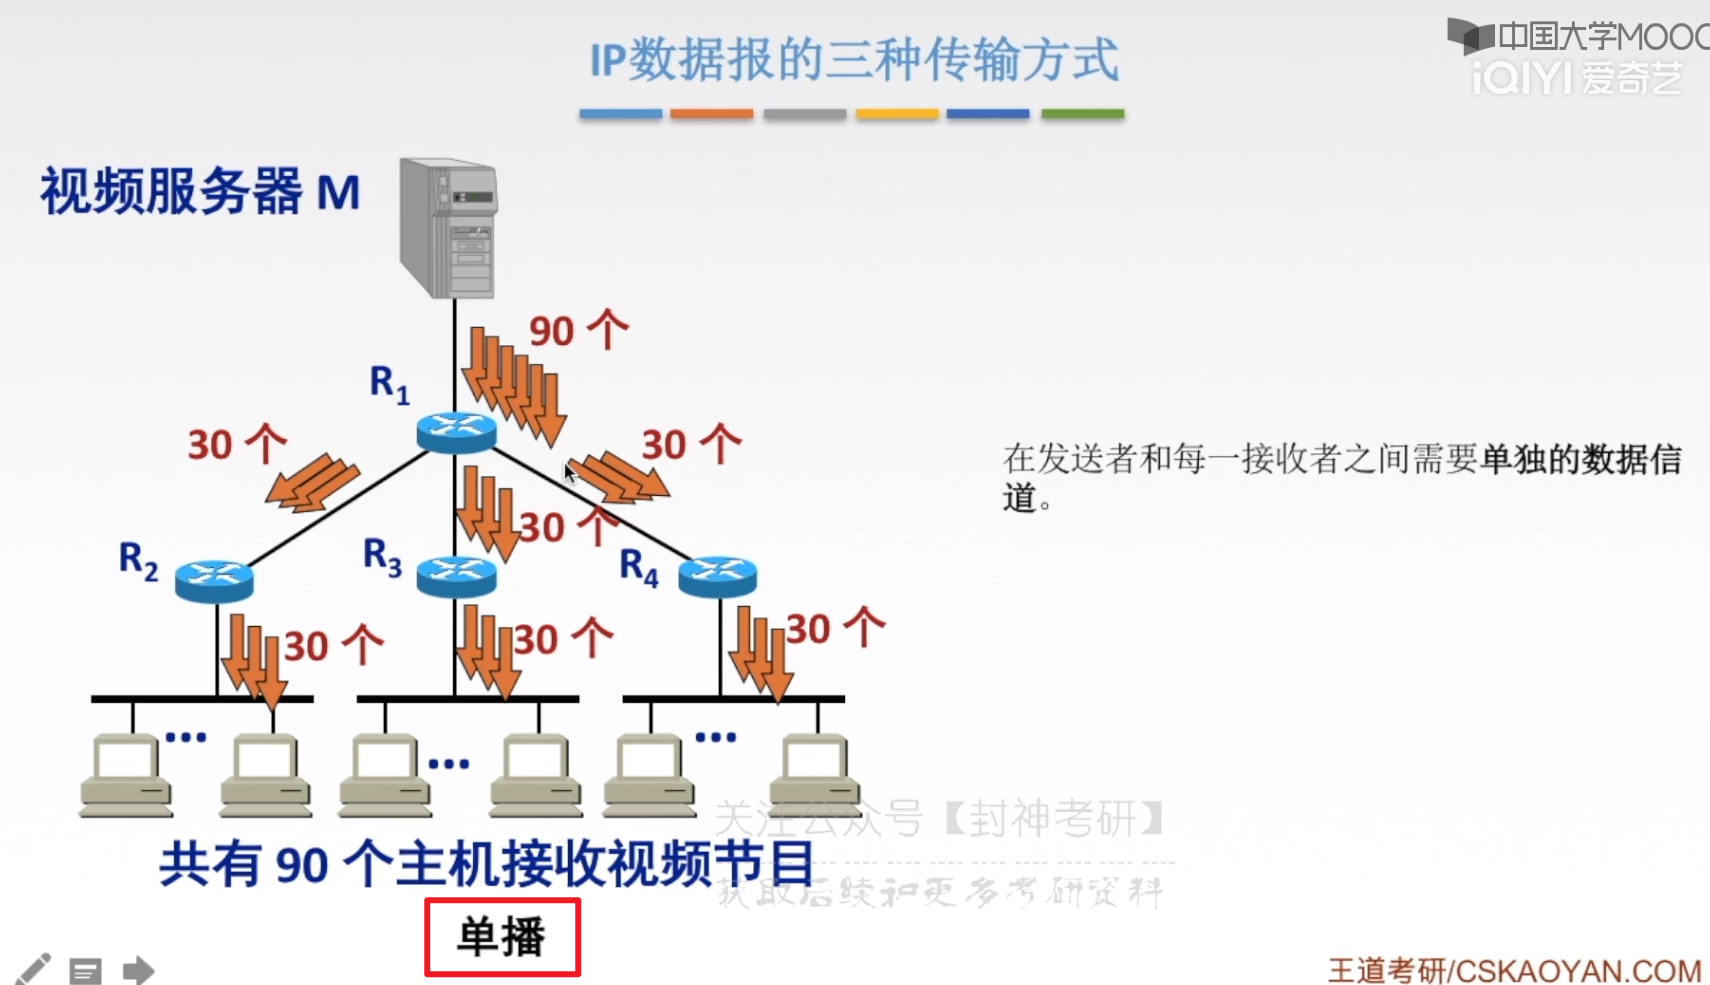 中国大学MOOC
iQIYI 爱奇艺
IP数据报的三种传输方式
视频服务器 M
90 个
R1
30 个
30 个
30 个
R2
R3
R4
30 个
30 个
30 个
...
...
...
共有 90 个主机接收视频节目
单播
在发送者和每一接收者之间需要单独的数据信
道。
关注公众号【封神考研】
获取后续和更多考研资料
王道考研/CSKAOYAN.COM